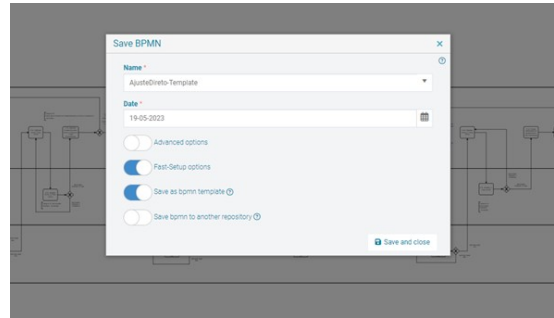 Save BPMN
×
Name *
AjusteDireto-Template
Date *
19-05-2023
Advanced options
Fast-Setup options
Save as bpmn template
Save bpmn to another repository
Save and close